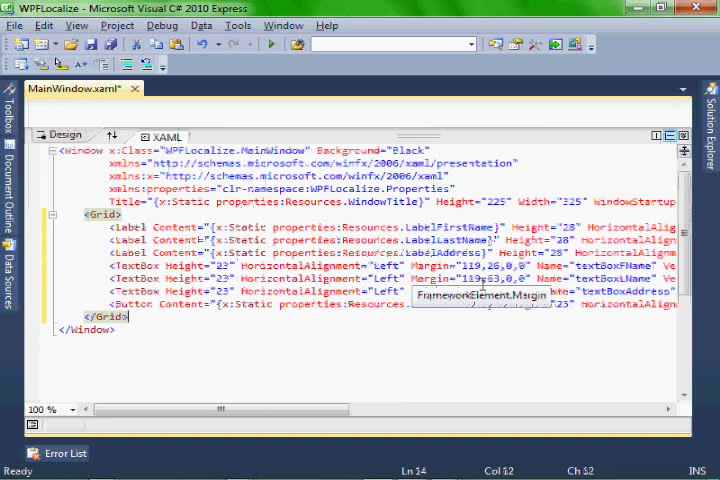 WPFLocalize - Microsoft Visual C# 2010 Express
File Edit View Project Debug Data Tools Window Help
MainWindow.xaml*
Toolbox
Document Outline
Data Sources
Solution Explorer
Design XAML
<Window x:Class="WPFLocalize.MainWindow" Background="Black"
xmlns="http://schemas.microsoft.com/winfx/2006/xaml/presentation"
xmlns:x="http://schemas.microsoft.com/winfx/2006/xaml"
xmlns:properties="clr-namespace:WPFLocalize.Properties"
Title="{x:Static properties:Resources.WindowTitle}" Height="225" Width="325" WindowStartup
<Grid>
<Label Content="{x:Static properties:Resources.LabelFirstName}" Height="28" HorizontalAlig
<Label Content="{x:Static properties:Resources.LabelLastName}" Height="28" HorizontalAlign
<Label Content="{x:Static properties:Resources.LabelAddress}" Height="28" HorizontalAlignm
<TextBox Height="23" HorizontalAlignment="Left" Margin="119,26,0,0" Name="textBoxFName" Ve
<TextBox Height="23" HorizontalAlignment="Left" Margin="119,63,0,0" Name="textBoxLName" Ve
<TextBox Height="23" HorizontalAlignment="Left" Name="textBoxAddress"
FrameworkElement.Margin
<Button Content="{x:Static properties:Resources. "23" HorizontalAlignm
</Grid>
</Window>
100 %
Error List
Ready Ln 14 Col 12 Ch 12 INS